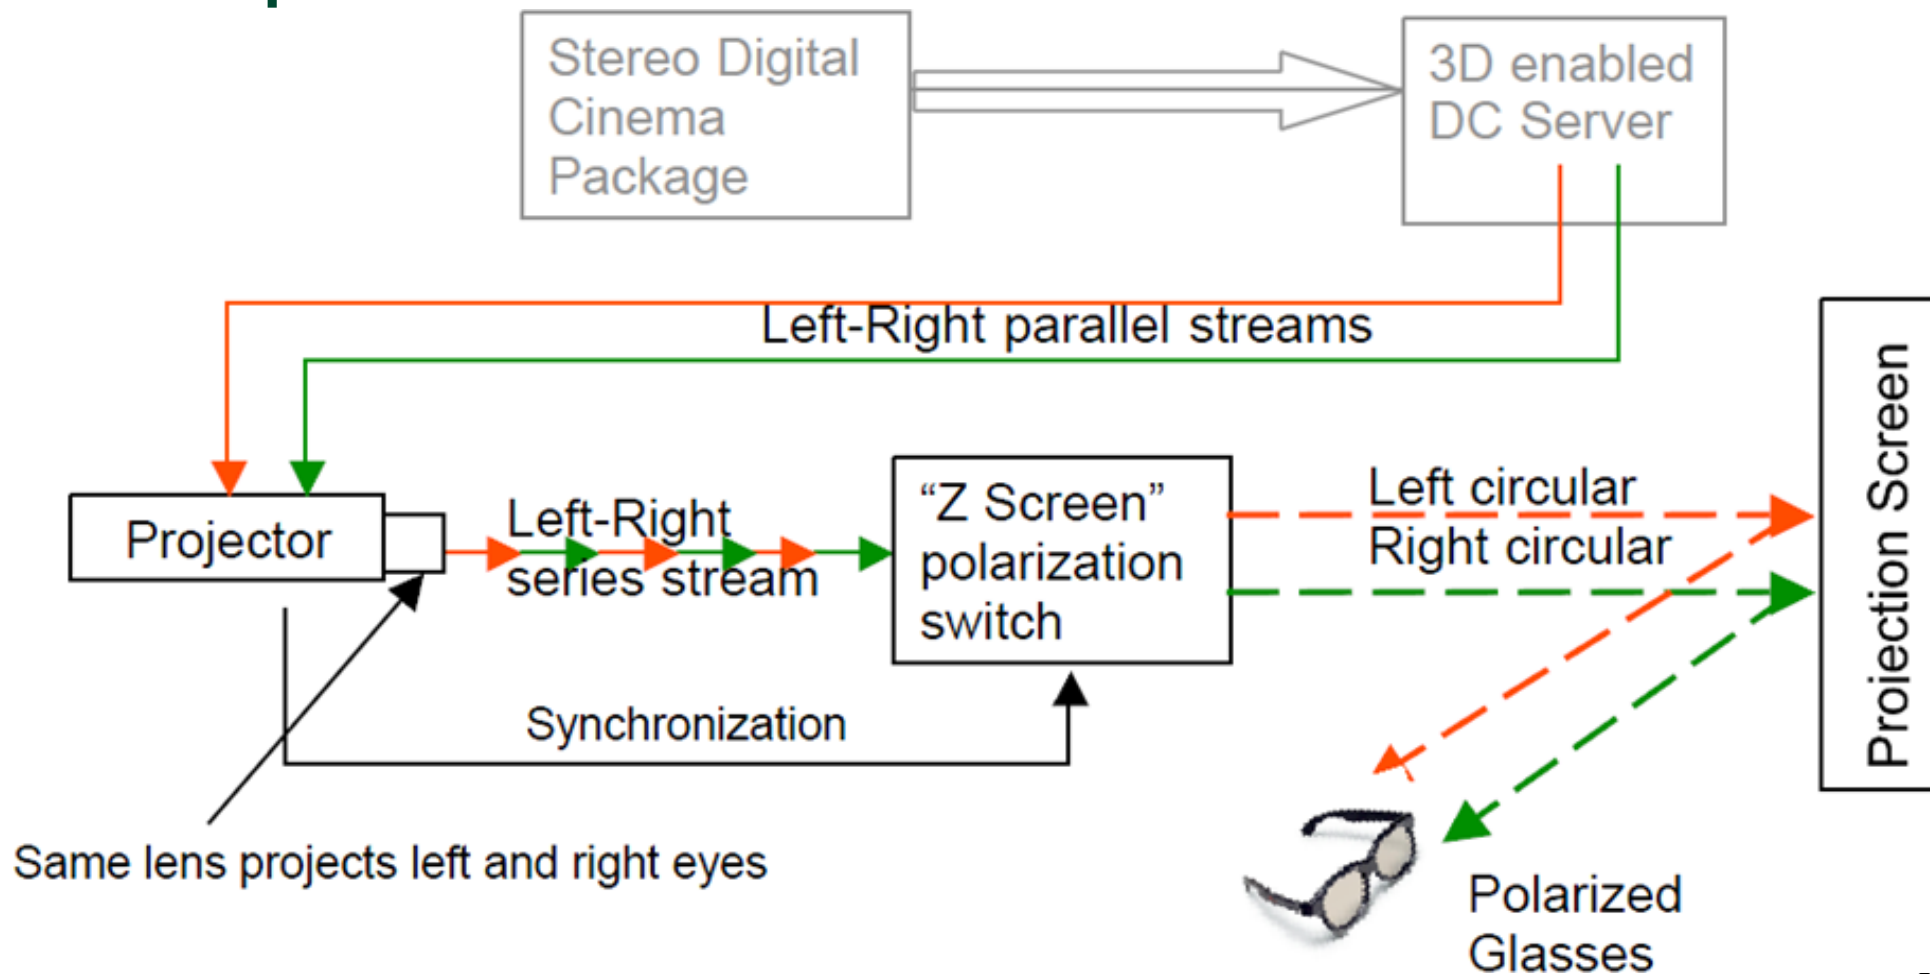 Stereo Digital
Cinema
Package
3D enabled
DC Server
Left-Right parallel streams
Projector
Left-Right
series stream
“Z Screen”
polarization
switch
Left circular
Right circular
Projection Screen
Synchronization
Same lens projects left and right eyes
Polarized
Glasses